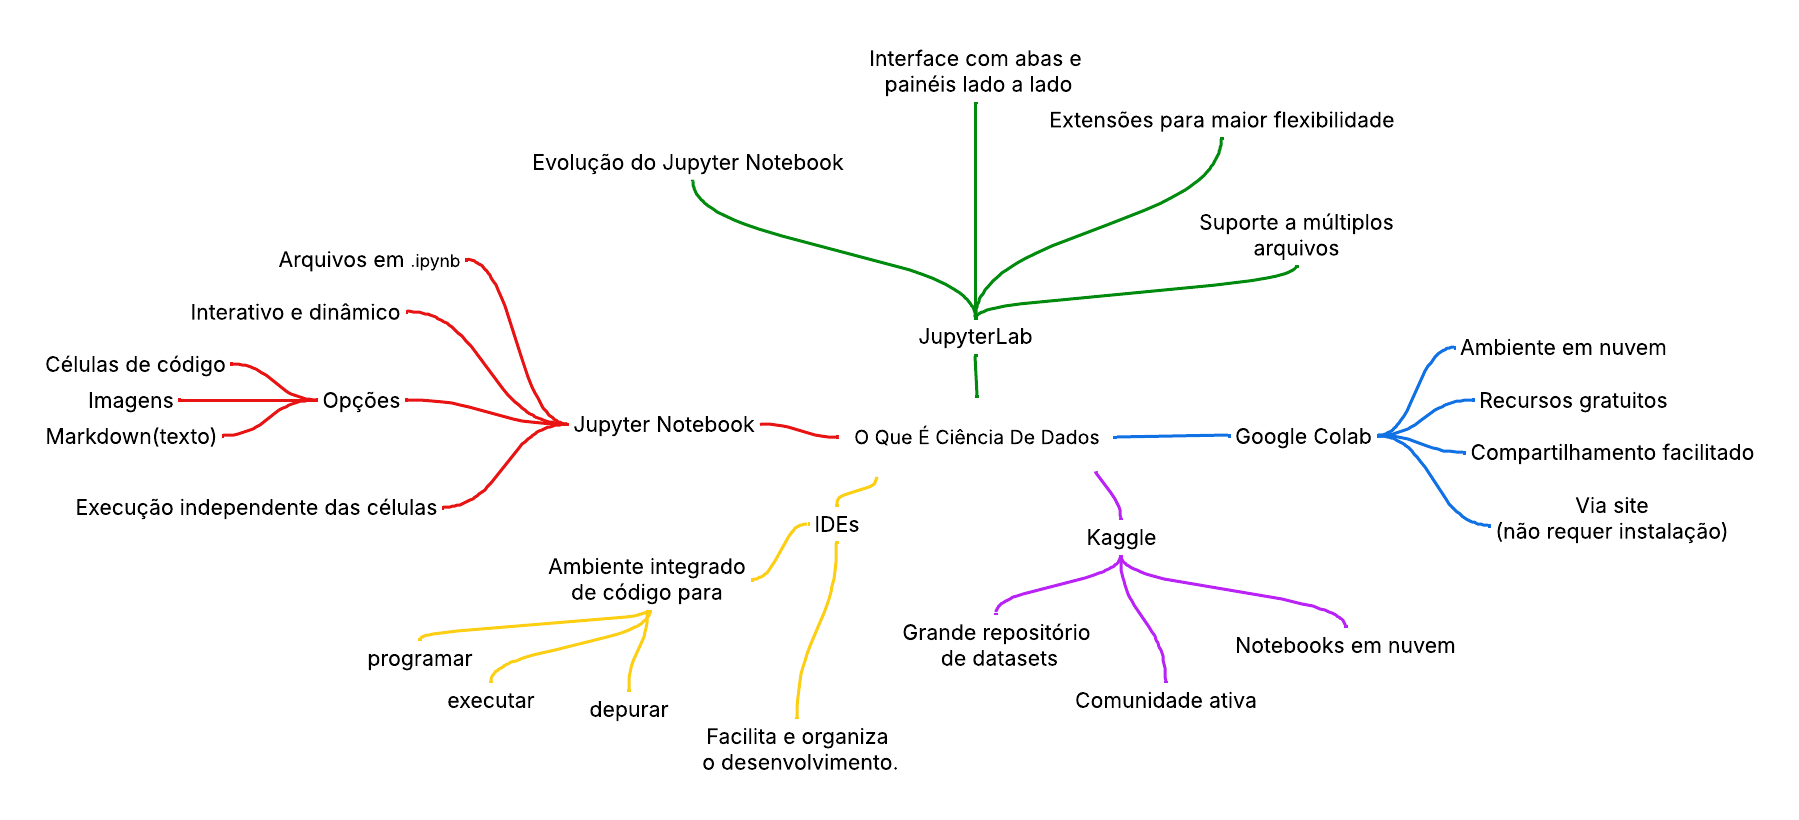 Interface com abas e
painéis lado a lado
Extensões para maior flexibilidade
Evolução do Jupyter Notebook
Suporte a múltiplos
arquivos
JupyterLab
Arquivos em .ipynb
Interativo e dinâmico
Células de código
Imagens
Markdown(texto)
Opções
Jupyter Notebook
Execução independente das células
O Que É Ciência De Dados
Google Colab
Ambiente em nuvem
Recursos gratuitos
Compartilhamento facilitado
Via site
(não requer instalação)
IDEs
Ambiente integrado
de código para
programar
executar
depurar
Facilita e organiza
o desenvolvimento.
Kaggle
Grande repositório
de datasets
Comunidade ativa
Notebooks em nuvem